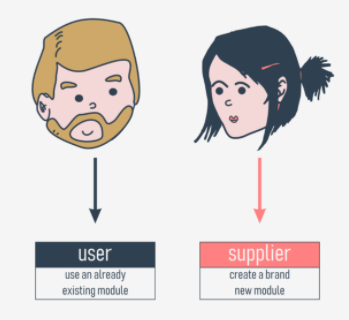 user
use an already
existing module
supplier
create a brand
new module